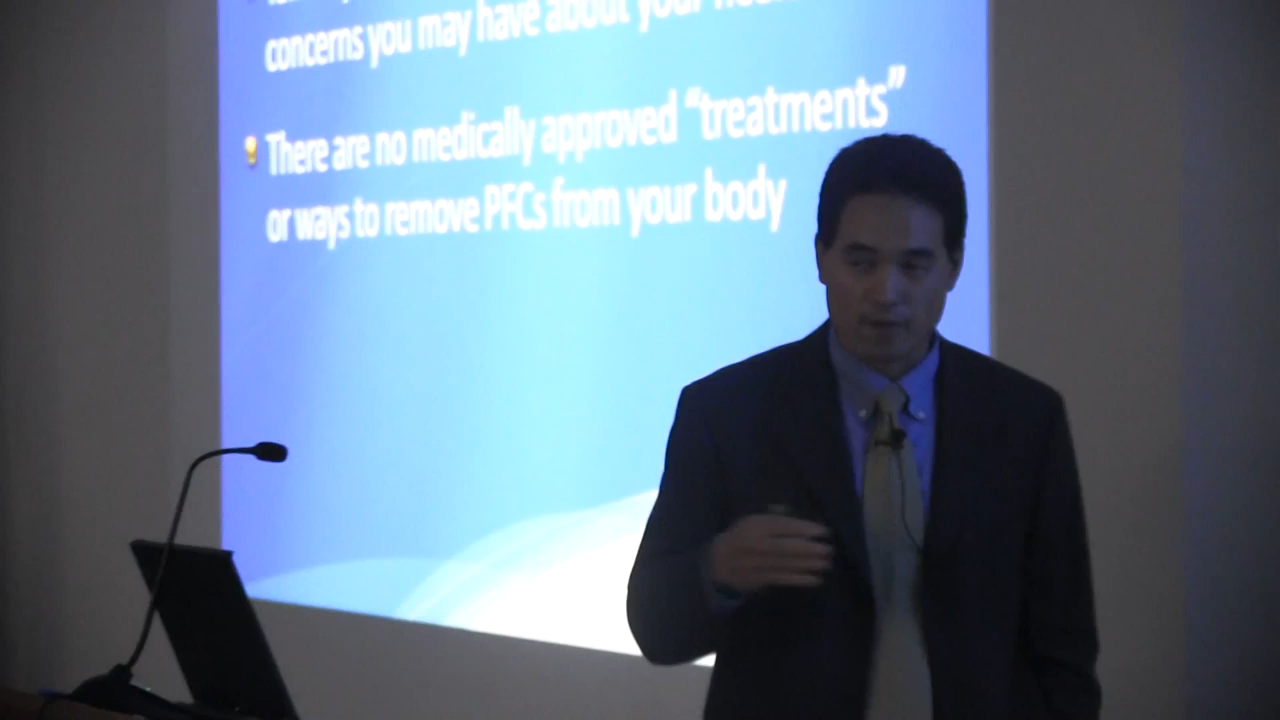 concerns you may have about your
There are no medically approved “treatments”
or ways to remove PFCs from your body